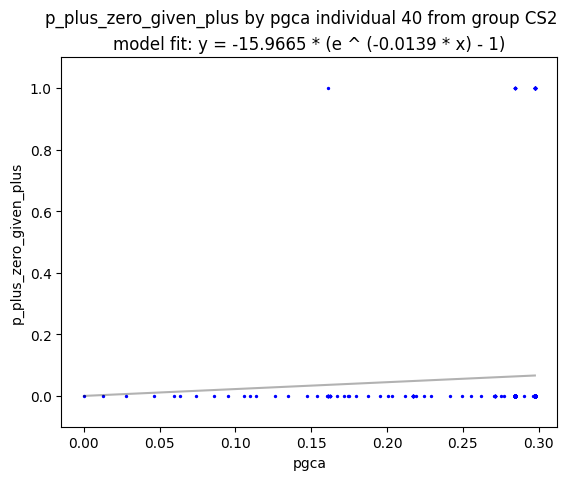 p_plus_zero_given_plus by pgca individual 40 from group CS2
model fit: y = -15.9665 * (e ^ (-0.0139 * x) - 1)
1.0
0.8
0.6
0.4
0.2
0.0
p_plus_zero_given_plus
0.00 0.05 0.10 0.15 0.20 0.25 0.30
pgca